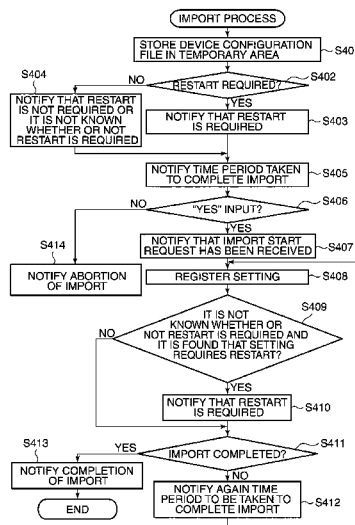 IMPORT PROCESS
STORE DEVICE CONFIGURATION
FILE IN TEMPORARY AREA
S40
S404
NO
RESTART REQUIRED?
S402
NOTIFY THAT RESTART
IS NOT REQUIRED OR
IT IS NOT KNOWN
WHETHER OR NOT
RESTART IS REQUIRED
YES
NOTIFY THAT RESTART
IS REQUIRED
S403
NOTIFY TIME PERIOD TAKEN
TO COMPLETE IMPORT
S405
NO
"YES" INPUT?
S406
S414
YES
NOTIFY THAT IMPORT START
REQUEST HAS BEEN RECEIVED
S407
NOTIFY ABORTION
OF IMPORT
REGISTER SETTING
S408
S409
NO
IT IS NOT
KNOWN WHETHER OR
NOT RESTART IS REQUIRED AND
IT IS FOUND THAT SETTING
REQUIRES RESTART?
YES
NOTIFY THAT RESTART
IS REQUIRED
S410
S413
YES
IMPORT COMPLETED?
S411
NOTIFY COMPLETION
OF IMPORT
NO
NOTIFY AGAIN TIME
PERIOD TO BE TAKEN TO
COMPLETE IMPORT
S412
END